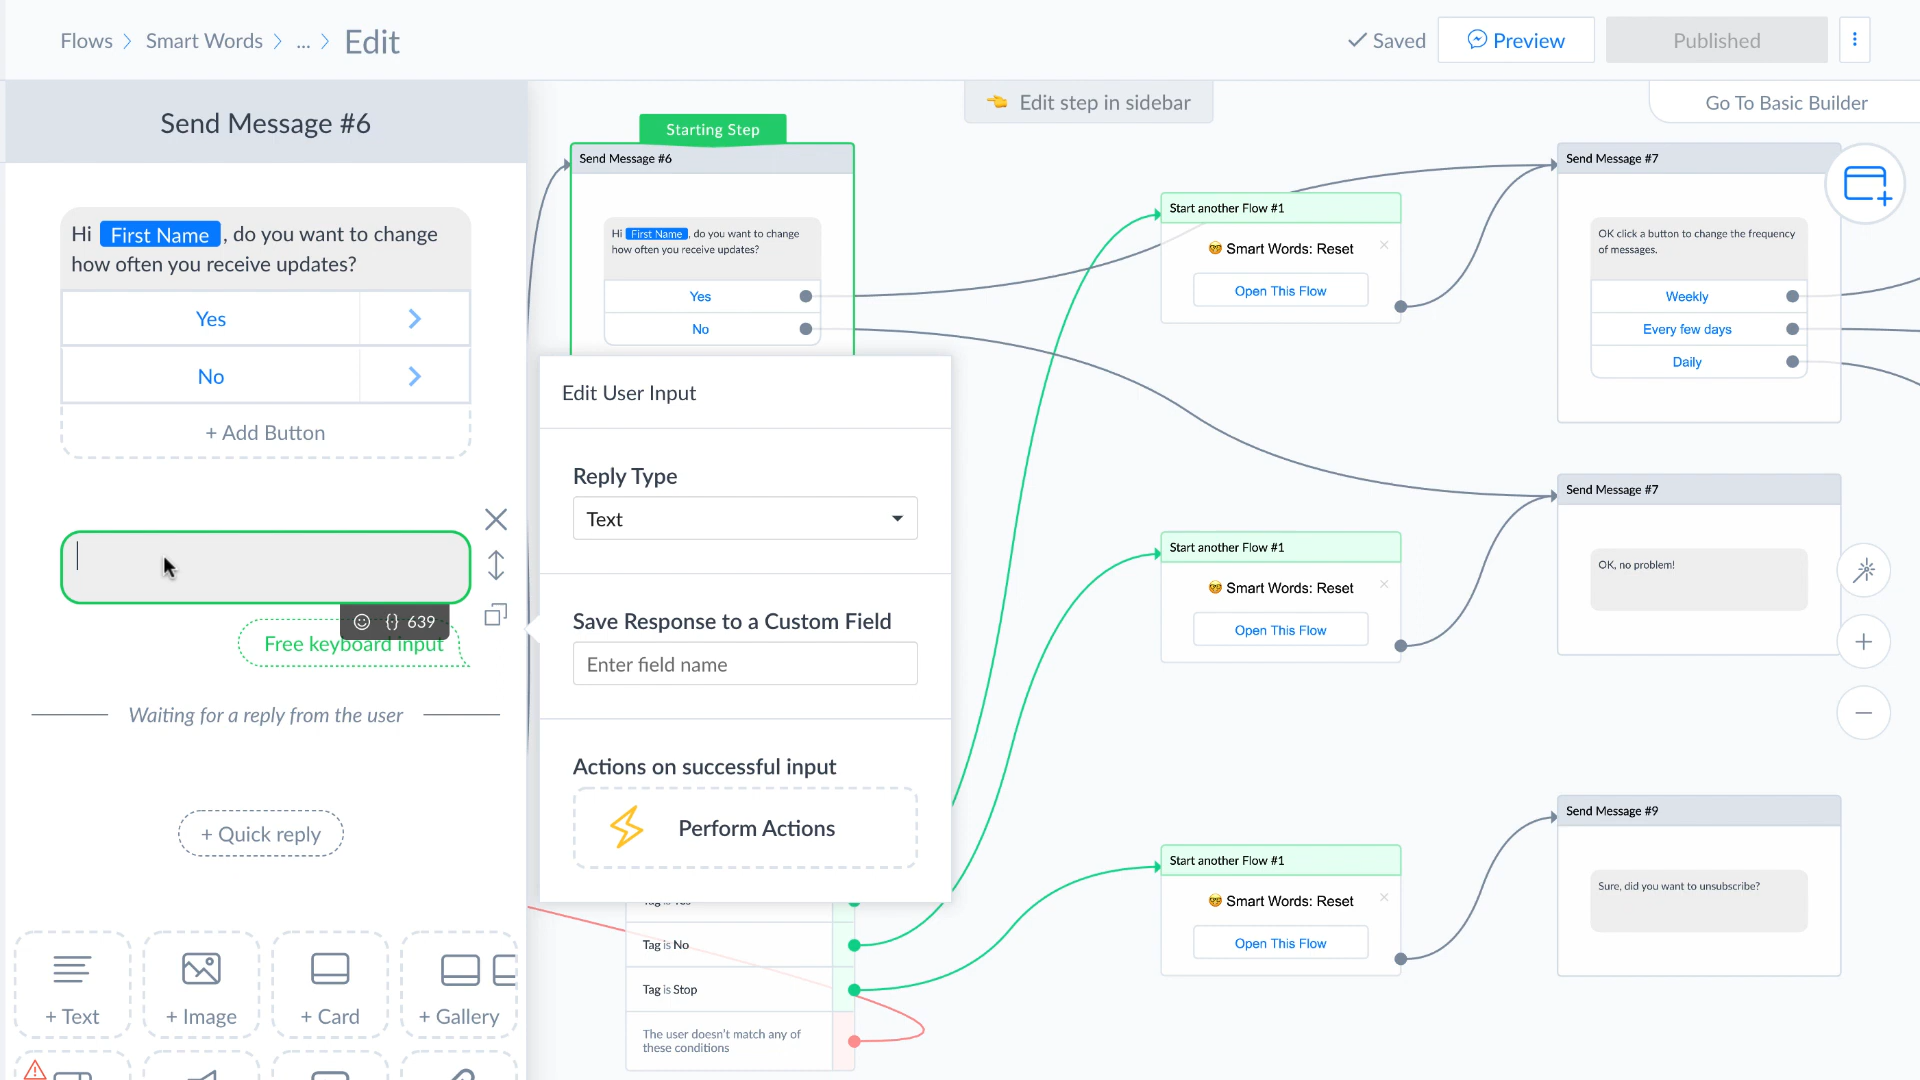 Flows
Smart Words
...
Edit
Saved
Preview
Published
Send Message #6
Hi First Name , do you want to change
how often you receive updates?
Yes
No
+ Add Button
{} 639
Free keyboard input
Waiting for a reply from the user
+ Quick reply
+ Text
+ Image
+ Card
+ Gallery
Edit step in sidebar
Go To Basic Builder
Starting Step
Send Message #6
Hi First Name , do you want to change
how often you receive updates?
Yes
No
Edit User Input
Reply Type
Text
Save Response to a Custom Field
Enter field name
Actions on successful input
Perform Actions
Tag is Yes
Tag is No
Tag is Stop
The user doesn't match any of
these conditions
Start another Flow #1
Smart Words: Reset
Open This Flow
Start another Flow #1
Smart Words: Reset
Open This Flow
Start another Flow #1
Smart Words: Reset
Open This Flow
Send Message #7
OK click a button to change the frequency
of messages.
Weekly
Every few days
Daily
Send Message #7
OK, no problem!
Send Message #9
Sure, did you want to unsubscribe?